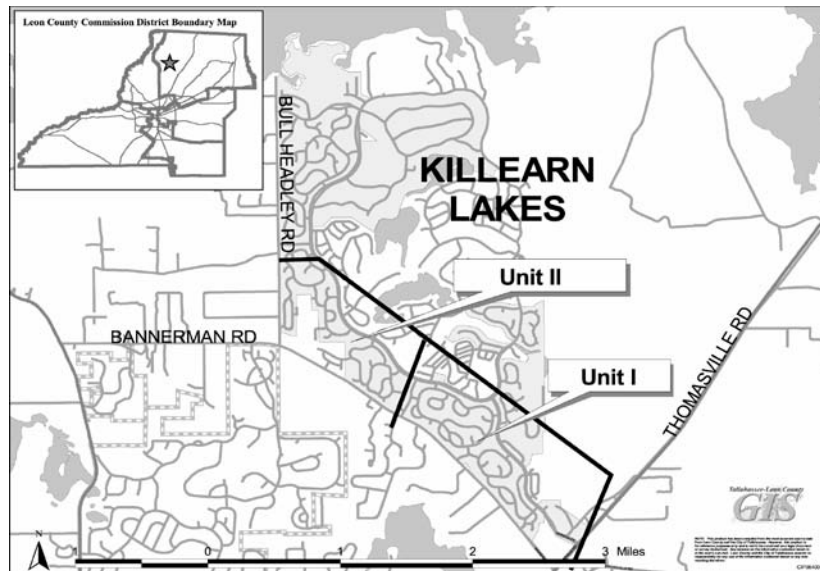 Leon County Commission District Boundary Map
BULL HEADLEY RD
KILLEARN
LAKES
Unit II
BANNERMAN RD
Unit I
THOMASVILLE RD
Tallahassee-Leon County
GIS
N
1 0 1 2 3 Miles